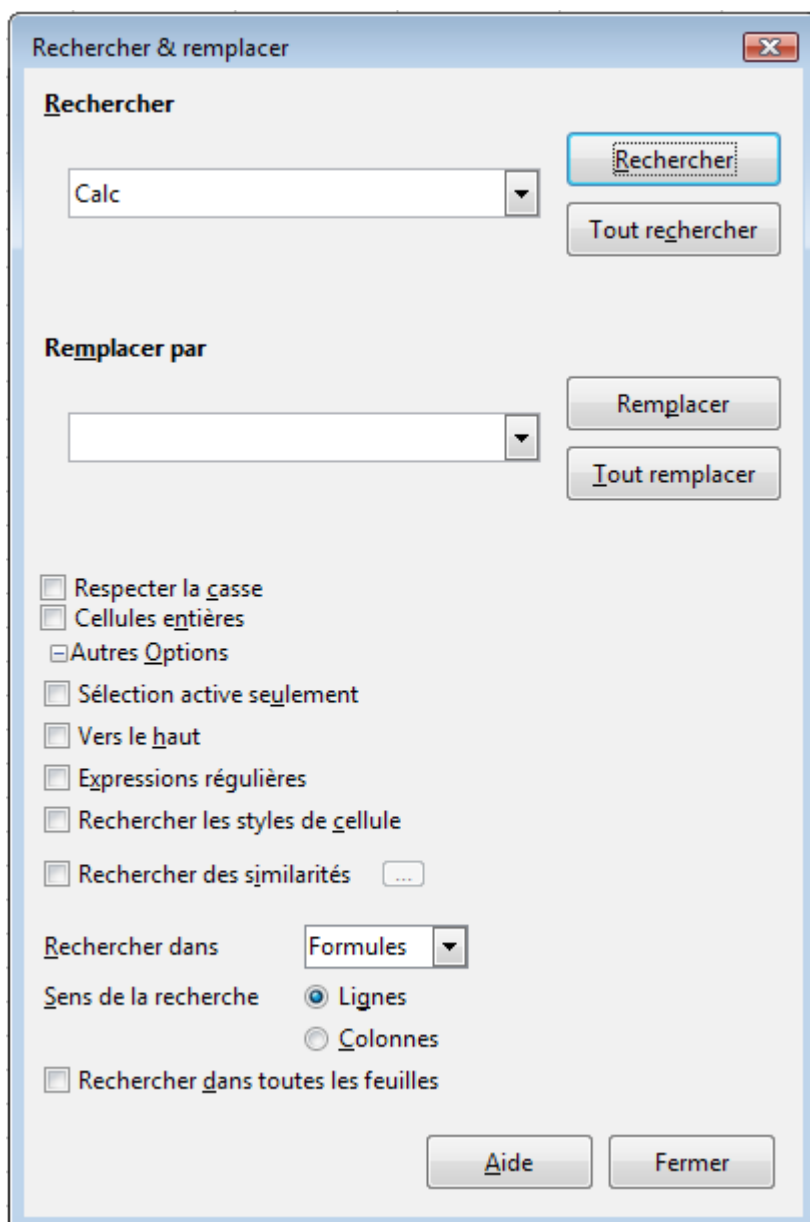 Rechercher & remplacer
Rechercher
Calc
Rechercher
Tout rechercher
Remplacer par
Remplacer
Tout remplacer
Respecter la casse
Cellules entières
Autres Options
Sélection active seulement
Vers le haut
Expressions régulières
Rechercher les styles de cellule
Rechercher des similarités ...
Rechercher dans Formules
Sens de la recherche Lignes
Colonnes
Rechercher dans toutes les feuilles
Aide Fermer